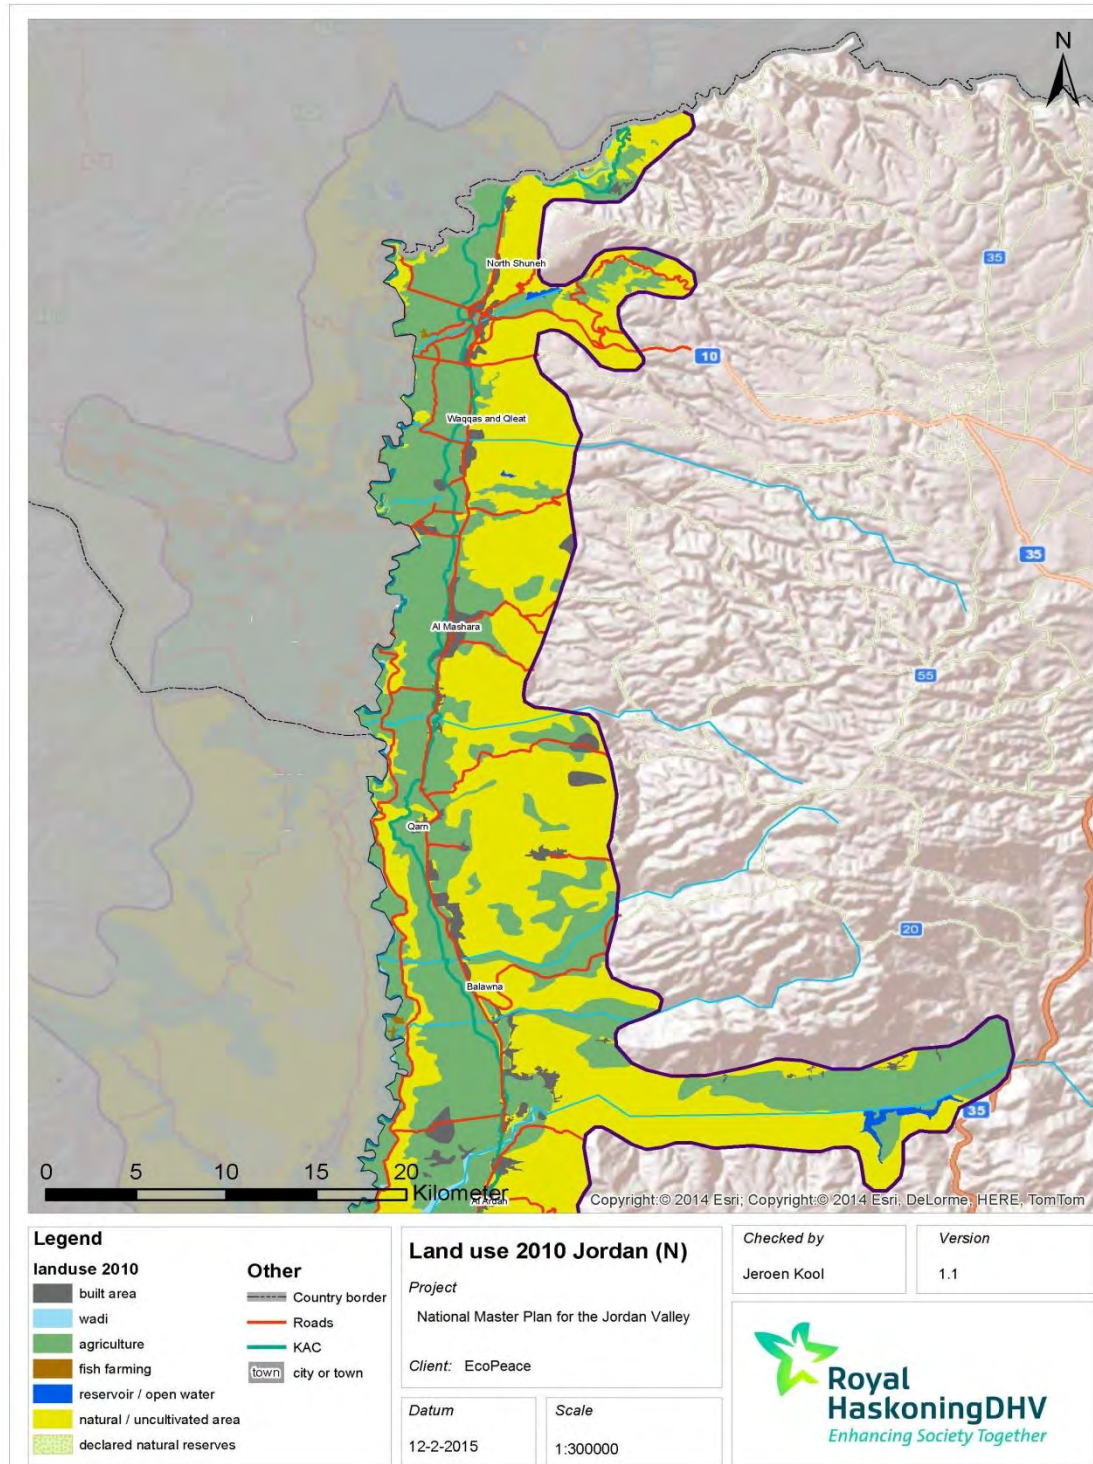 N
35
North Shuneh
10
Waqqas and Qleat
35
Al Mashara
55
Qarn
20
Balawna
35
0 5 10 15 20
Kilometer
Al Ardah
Copyright:© 2014 Esri; Copyright:© 2014 Esri, DeLorme, HERE, TomTom
Legend
landuse 2010
built area
wadi
agriculture
fish farming
reservoir / open water
natural / uncultivated area
declared natural reserves
Other
Country border
Roads
KAC
town city or town
Land use 2010 Jordan (N)
Project
National Master Plan for the Jordan Valley
Client: EcoPeace
Datum
12-2-2015
Scale
1:300000
Checked by
Jeroen Kool
Version
1.1
Royal
HaskoningDHV
Enhancing Society Together